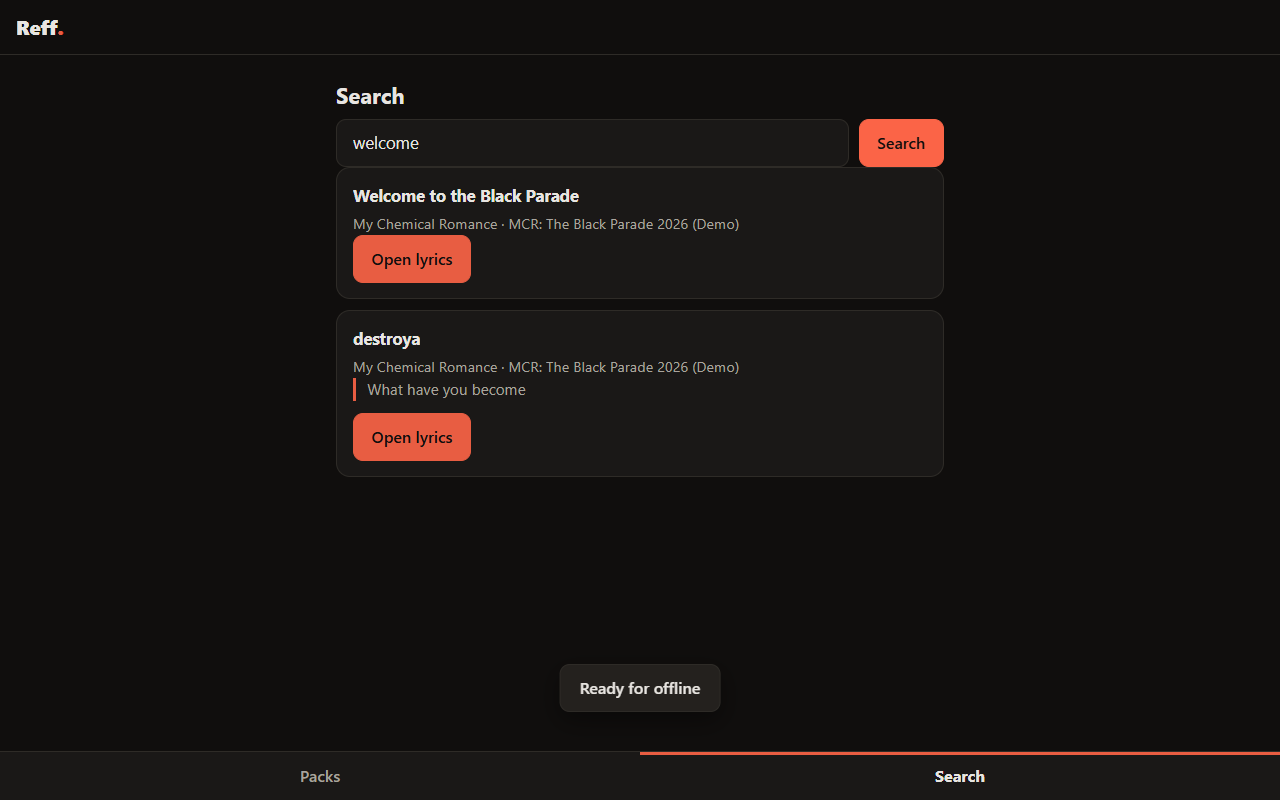 Reff.
Search
welcome
Search
Welcome to the Black Parade
My Chemical Romance · MCR: The Black Parade 2026 (Demo)
Open lyrics
destroya
My Chemical Romance · MCR: The Black Parade 2026 (Demo)
What have you become
Open lyrics
Ready for offline
Packs
Search